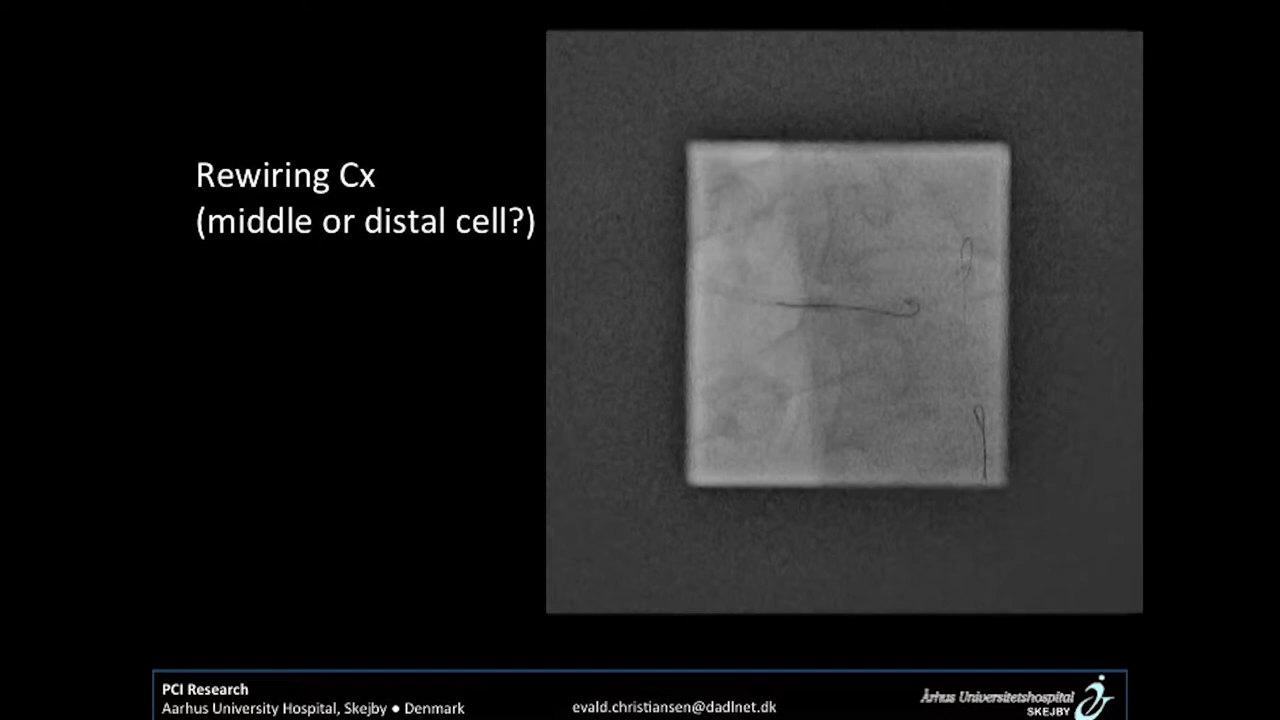 Rewiring Cx
(middle or distal cell?)
PCI Research
Aarhus University Hospital, Skejby ● Denmark
evald.christiansen@dadlnet.dk
Århus Universitetshospital
SKEJBY